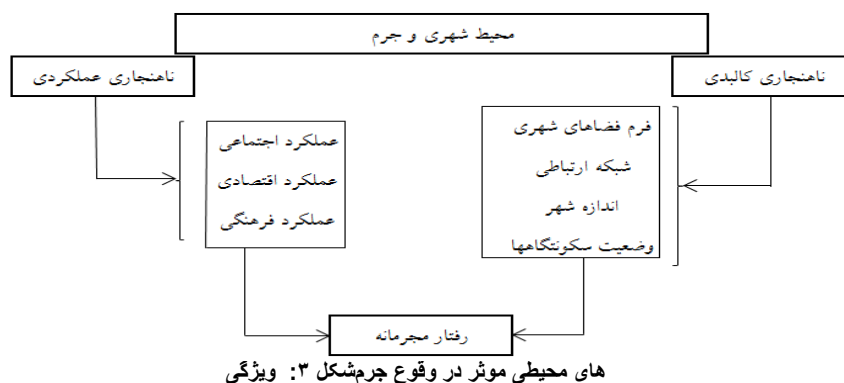 محیط شهری و جرم
ناهنجاری کالبدی
ناهنجاری عملکردی
فرم فضاهای شهری
شبکه ارتباطی
اندازه شهر
وضعیت سکونتگاهها
عملکرد اجتماعی
عملکرد اقتصادی
عملکرد فرهنگی
رفتار مجرمانه
های محیطی موثر در وقوع جرمشکل ۳: ویژگی